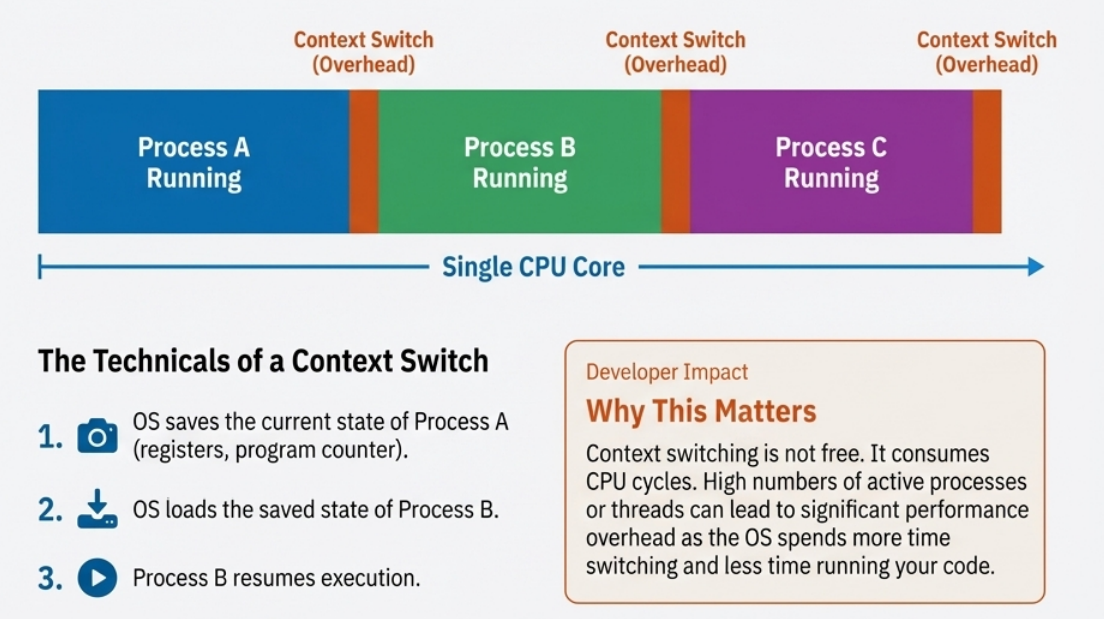 Context Switch
(Overhead)
Context Switch
(Overhead)
Context Switch
(Overhead)
Process A
Running
Process B
Running
Process C
Running
Single CPU Core
The Technicals of a Context Switch
1. OS saves the current state of Process A
(registers, program counter).
2. OS loads the saved state of Process B.
3. Process B resumes execution.
Developer Impact
Why This Matters
Context switching is not free. It consumes
CPU cycles. High numbers of active processes
or threads can lead to significant performance
overhead as the OS spends more time
switching and less time running your code.